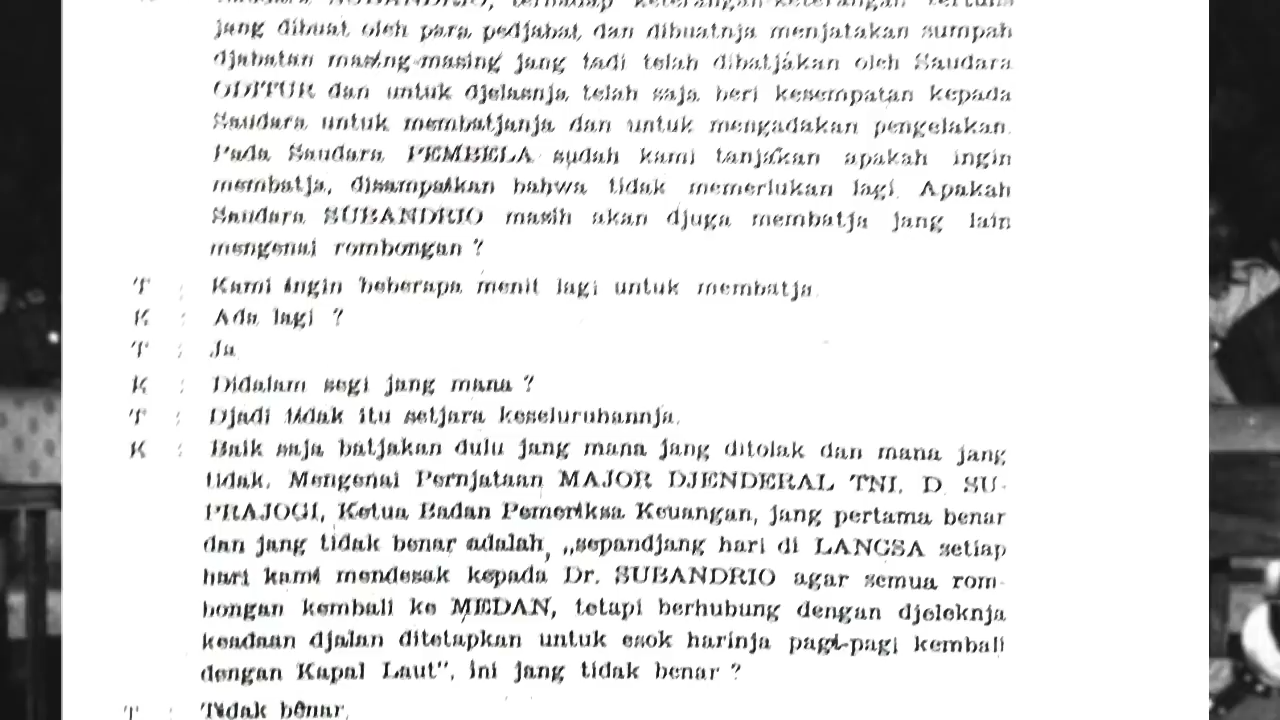 Saudara SUBANDRIO, terhadap keterangan-keterangan tertulis
jang dibuat oleh para pedjabat, dan dibuatnja menjatakan sumpah
djabatan masing-masing jang tadi telah dibatjakan oleh Saudara
ODITUR dan untuk djelasnja telah saja beri kesempatan kepada
Saudara untuk membatjanja dan untuk mengadakan pengelakan.
Pada Saudara PEMBELA sudah kami tanjakan apakah ingin
membatja, disampaikan bahwa tidak memerlukan lagi. Apakah
Saudara SUBANDRIO masih akan djuga membatja jang lain
mengenai rombongan ?
T : Kami ingin beberapa menit lagi untuk membatja.
K : Ada lagi ?
T : Ja
K : Didalam segi jang mana ?
T : Djadi tidak itu setjara keseluruhannja.
K : Baik saja batjakan dulu jang mana jang ditolak dan mana jang
tidak. Mengenai Pernjataan MAJOR DJENDERAL TNI. D. SU-
PRAJOGI, Ketua Badan Pemeriksa Keuangan, jang pertama benar
dan jang tidak benar adalah, „sepandjang hari di LANGSA setiap
hari kami mendesak kepada Dr. SUBANDRIO agar semua rom-
bongan kembali ke MEDAN, tetapi berhubung dengan djeleknja
keadaan djalan ditetapkan untuk esok harinja pagi-pagi kembali
dengan Kapal Laut", ini jang tidak benar ?
T : Tidak benar.